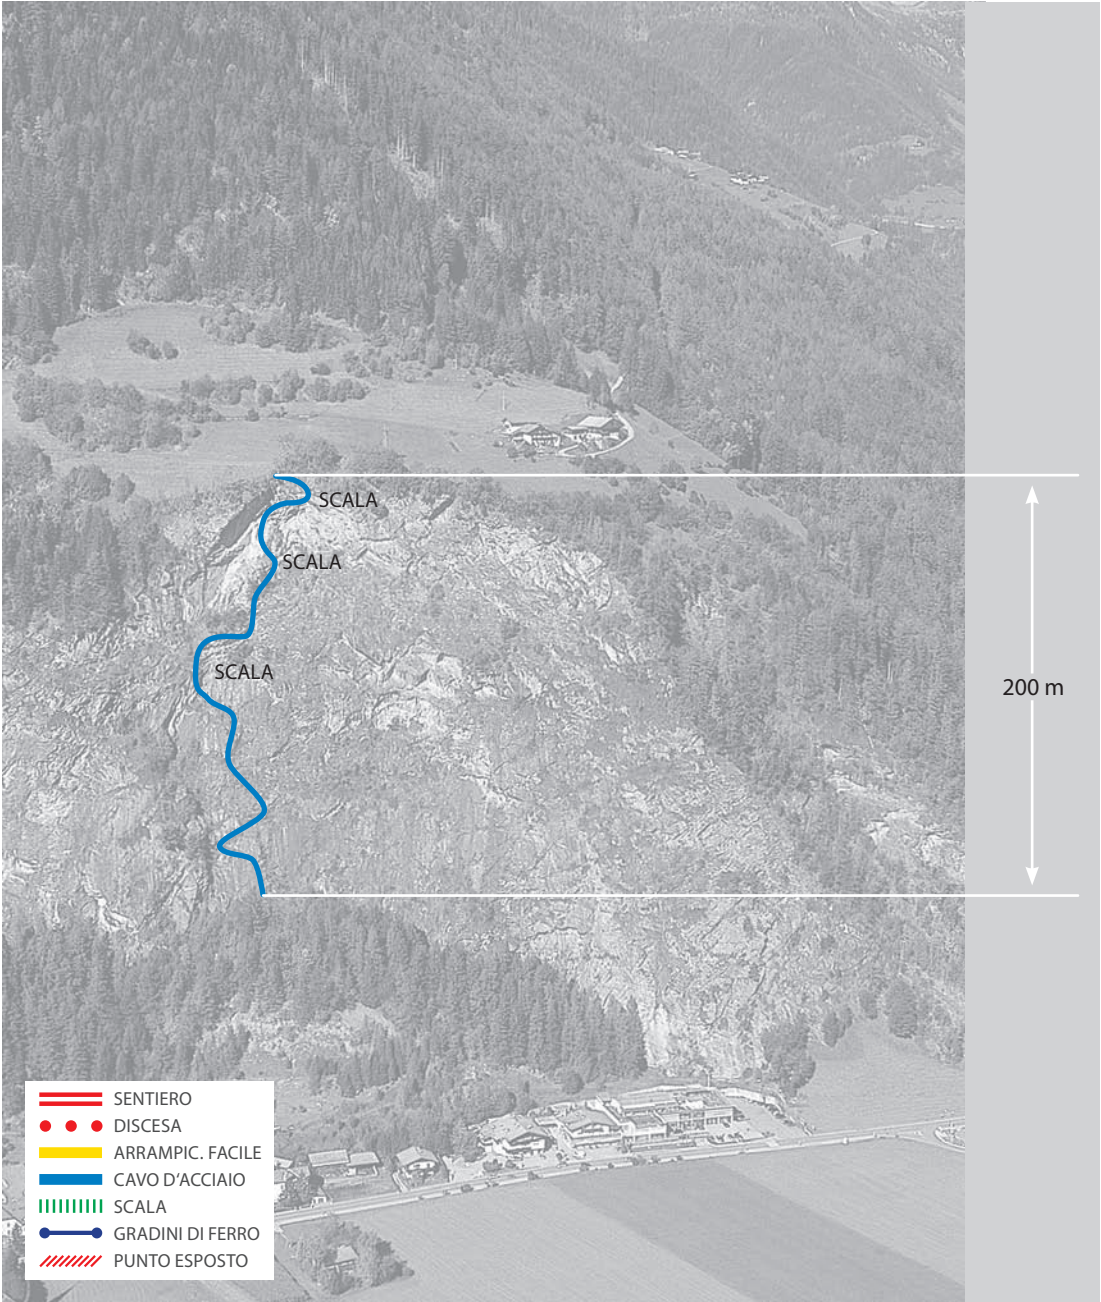 SCALA
SCALA
SCALA
200 m
SENTIERO
DISCESA
ARRAMPIC. FACILE
CAVO D'ACCIAIO
SCALA
GRADINI DI FERRO
PUNTO ESPOSTO